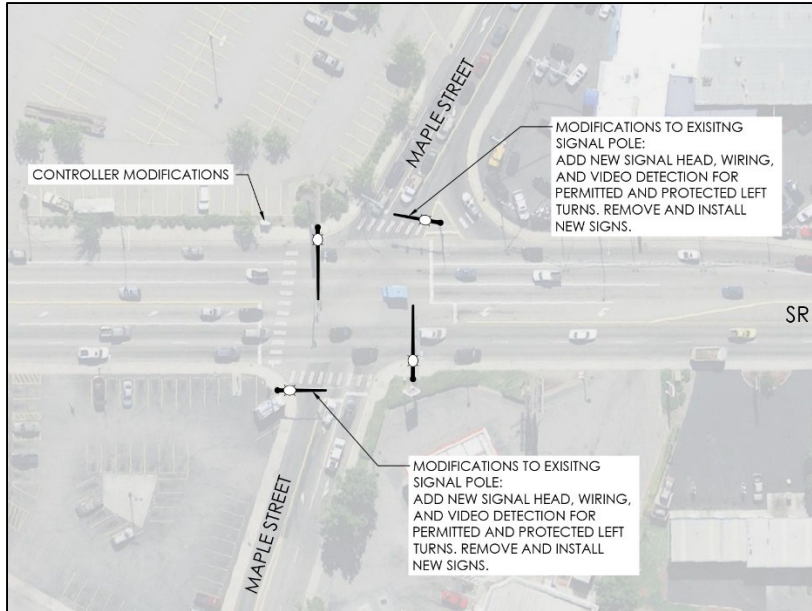 MAPLE STREET
MODIFICATIONS TO EXISITNG
SIGNAL POLE:
ADD NEW SIGNAL HEAD, WIRING,
AND VIDEO DETECTION FOR
PERMITTED AND PROTECTED LEFT
TURNS. REMOVE AND INSTALL
NEW SIGNS.
CONTROLLER MODIFICATIONS
SR
MODIFICATIONS TO EXISITNG
SIGNAL POLE:
ADD NEW SIGNAL HEAD, WIRING,
AND VIDEO DETECTION FOR
PERMITTED AND PROTECTED LEFT
TURNS. REMOVE AND INSTALL
NEW SIGNS.
MAPLE STREET